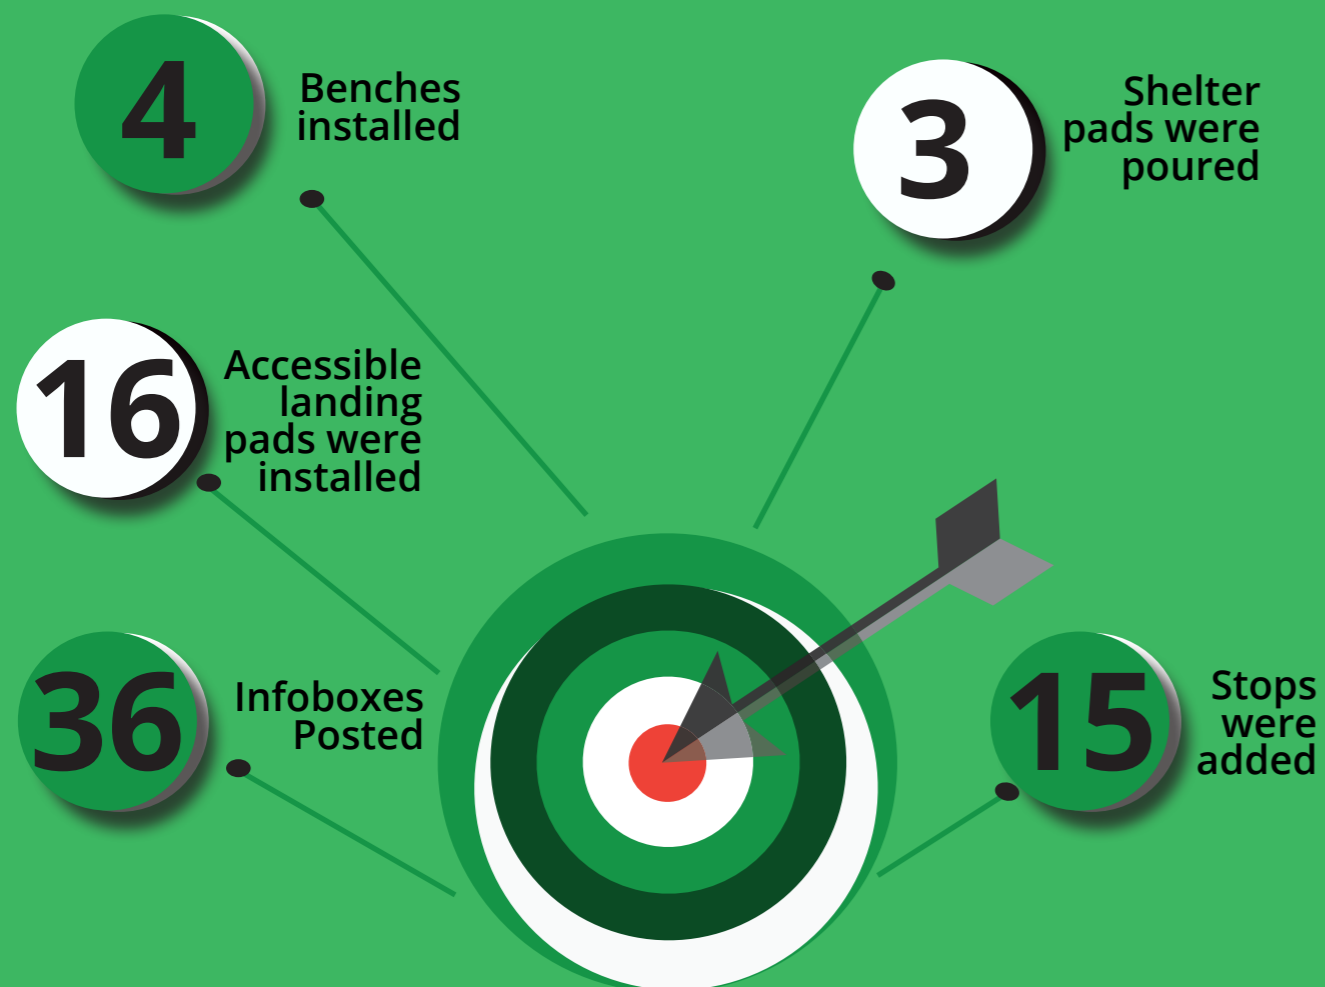 4
Benches
installed
3
Shelter
pads were
poured
16
Accessible
landing
pads were
installed
36
Infoboxes
Posted
15
Stops
were
added